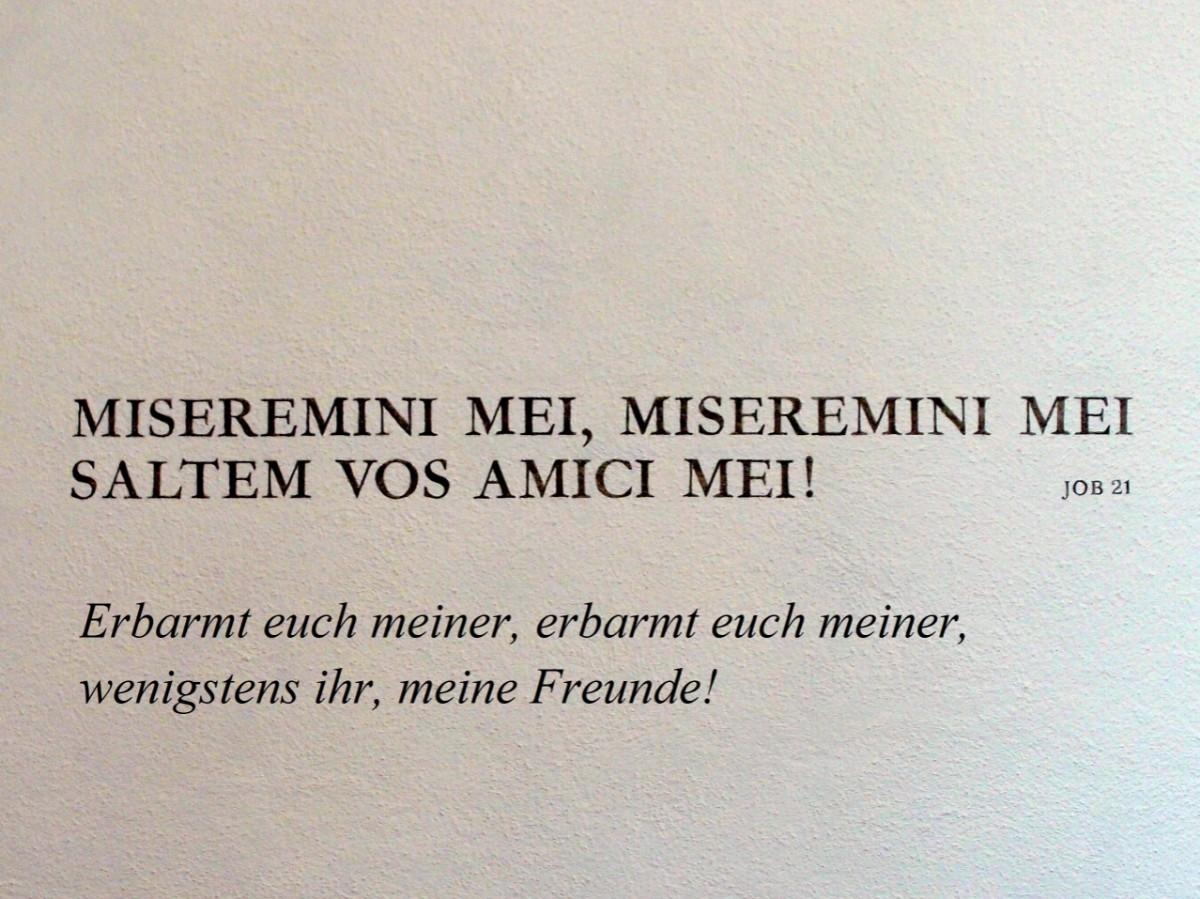 MISEREMINI MEI, MISEREMINI MEI
SALTEM VOS AMICI MEI!
JOB 21
Erbarmt euch meiner, erbarmt euch meiner,
wenigstens ihr, meine Freunde!